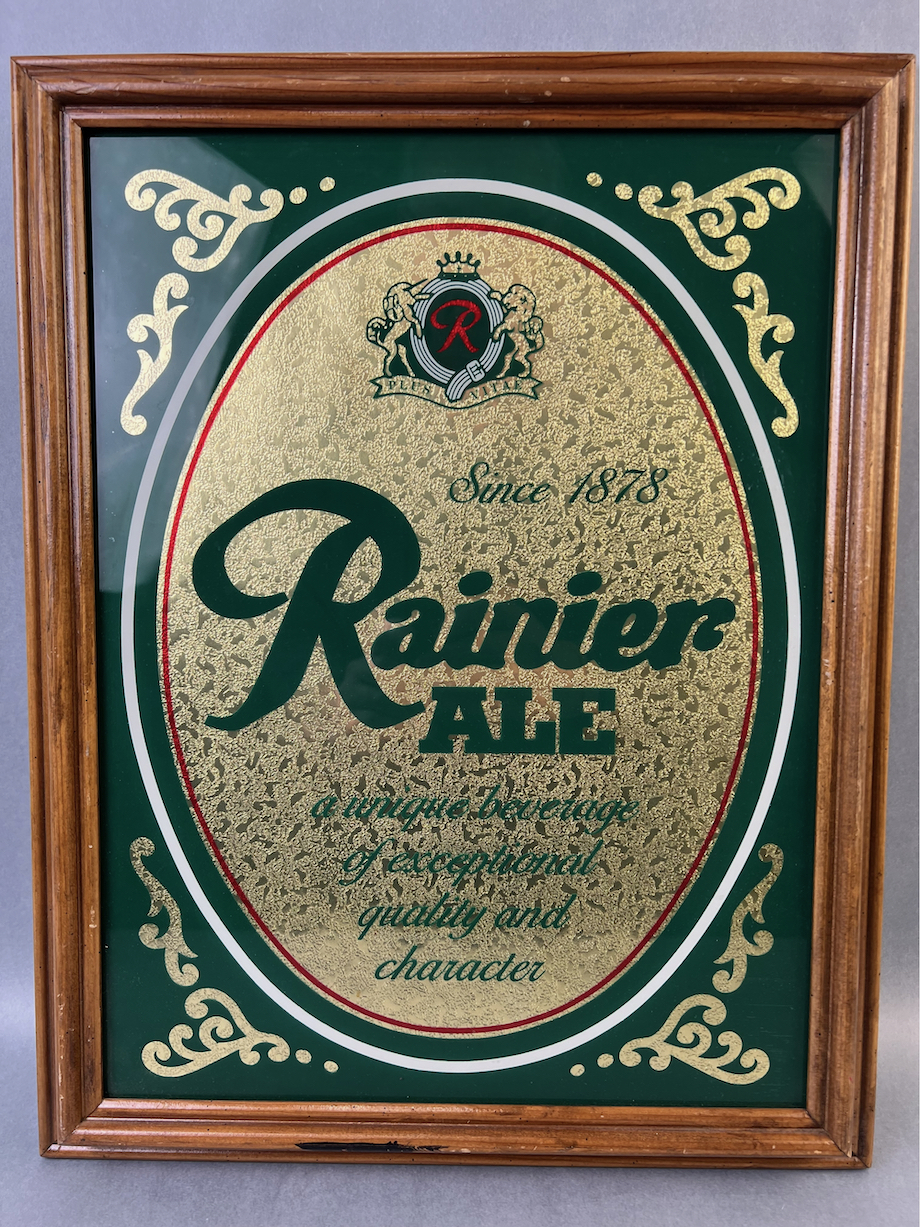 R
Since 1878
Rainier
ALE
a unique beverage
of exceptional
quality and
character